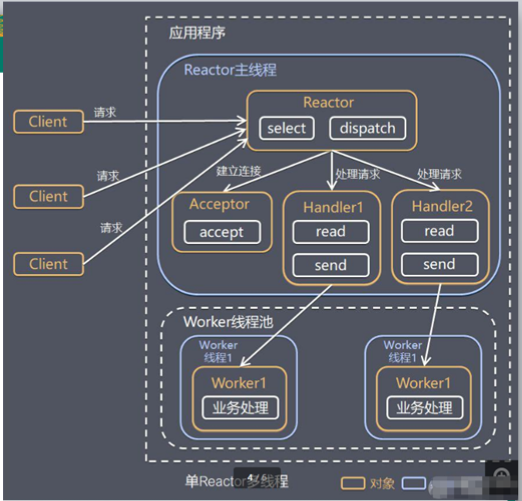 应用程序
Reactor主线程
Reactor
select
dispatch
Client
请求
Client
请求
Client
请求
建立连接
处理请求
处理请求
Acceptor
accept
Handler1
read
send
Handler2
read
send
Worker线程池
Worker
线程1
Worker1
业务处理
Worker
线程1
Worker1
业务处理
单Reactor多线程
对象